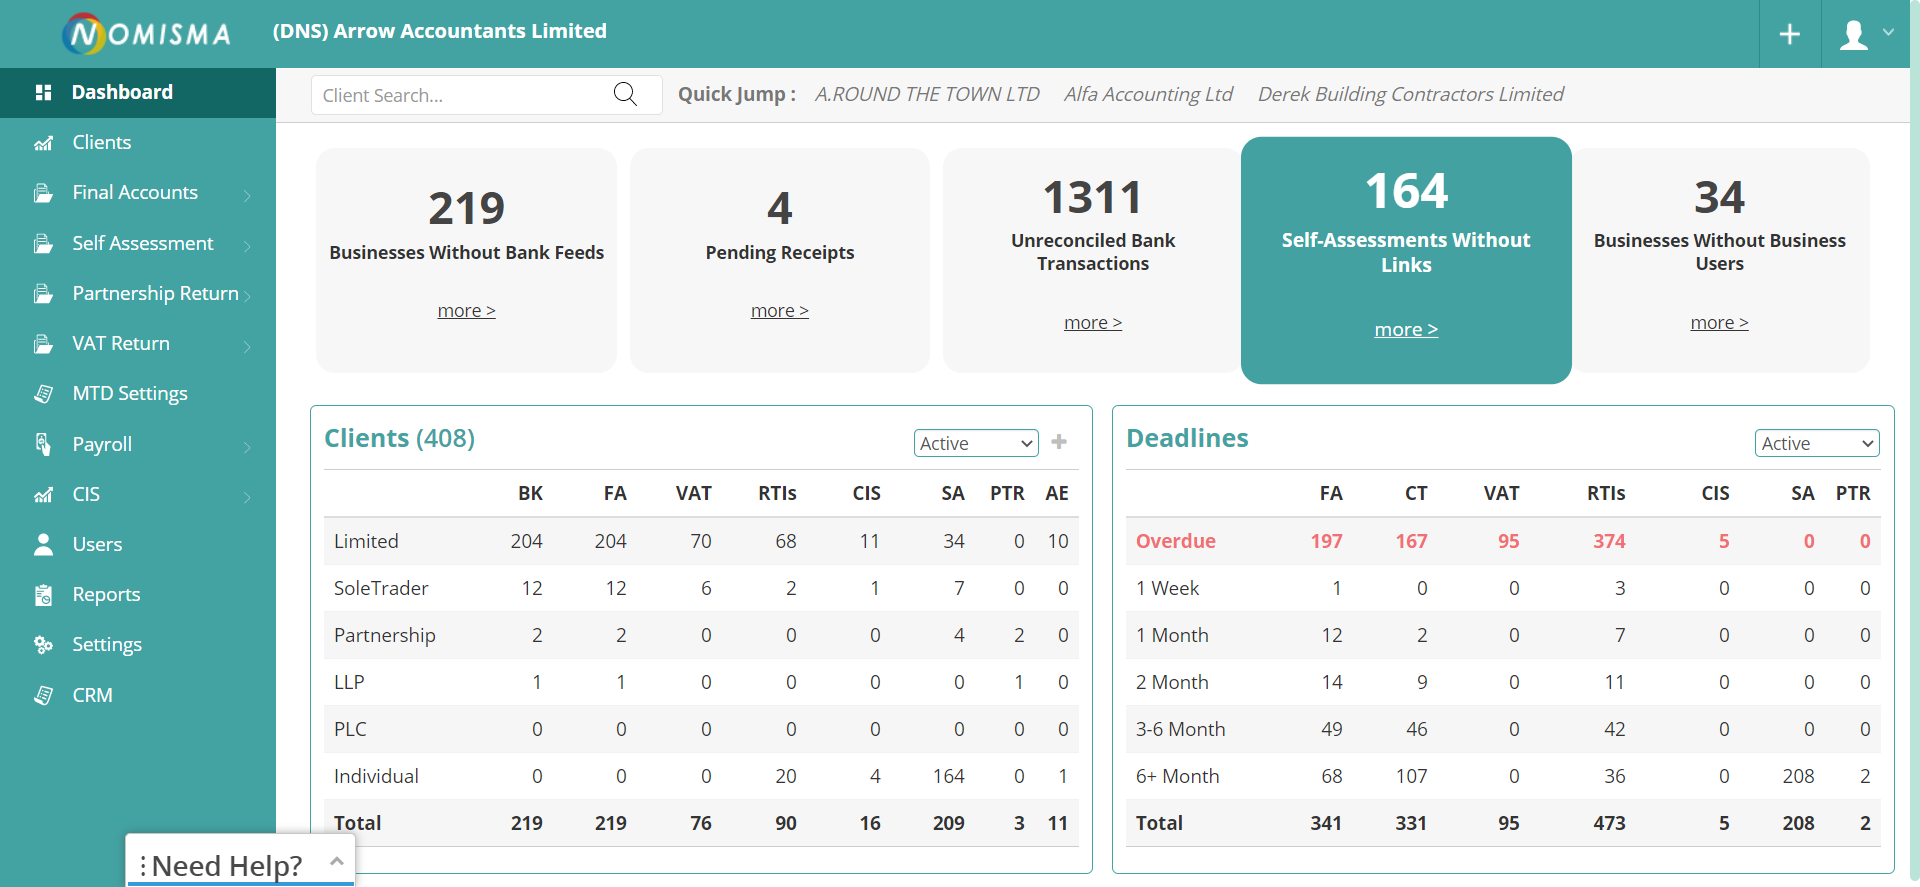 NOMISMA
(DNS) Arrow Accountants Limited
Dashboard
Clients
Final Accounts
Self Assessment
Partnership Return
VAT Return
MTD Settings
Payroll
CIS
Users
Reports
Settings
CRM
Client Search...
Quick Jump : A.ROUND THE TOWN LTD Alfa Accounting Ltd Derek Building Contractors Limited
219
Businesses Without Bank Feeds
more >
4
Pending Receipts
more >
1311
Unreconciled Bank
Transactions
more >
164
Self-Assessments Without
Links
more >
34
Businesses Without Business
Users
more >
Clients (408)
Active
BK FA VAT RTIs CIS SA PTR AE
Limited 204 204 70 68 11 34 0 10
SoleTrader 12 12 6 2 1 7 0 0
Partnership 2 2 0 0 0 4 2 0
LLP 1 1 0 0 0 0 1 0
PLC 0 0 0 0 0 0 0 0
Individual 0 0 0 20 4 164 0 1
Total 219 219 76 90 16 209 3 11
Deadlines
Active
FA CT VAT RTIs CIS SA PTR
Overdue 197 167 95 374 5 0 0
1 Week 1 0 0 3 0 0 0
1 Month 12 2 0 7 0 0 0
2 Month 14 9 0 11 0 0 0
3-6 Month 49 46 0 42 0 0 0
6+ Month 68 107 0 36 0 208 2
Total 341 331 95 473 5 208 2
Need Help?